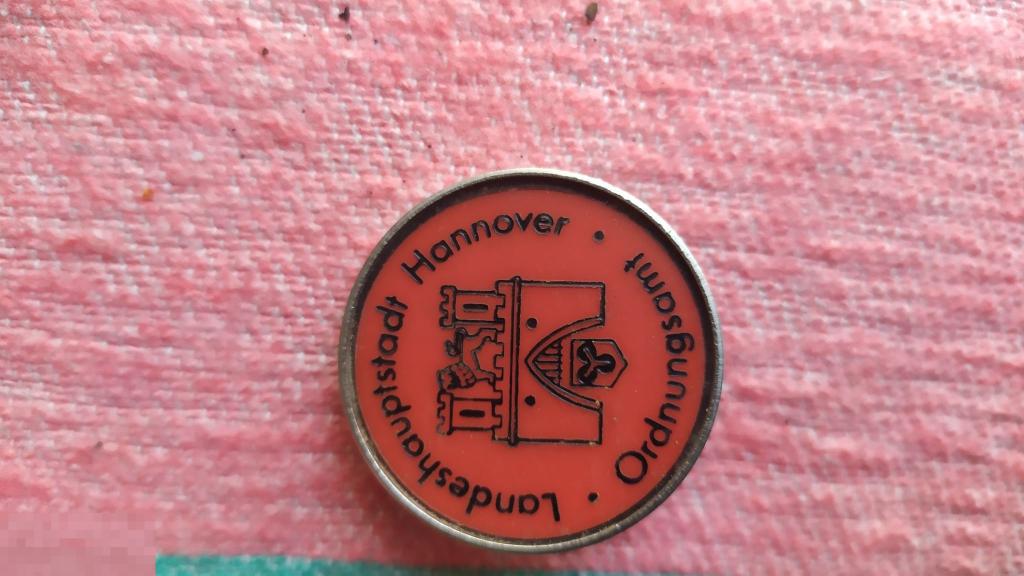 Landeshauptstadt Hannover •
Ordnungsamt •